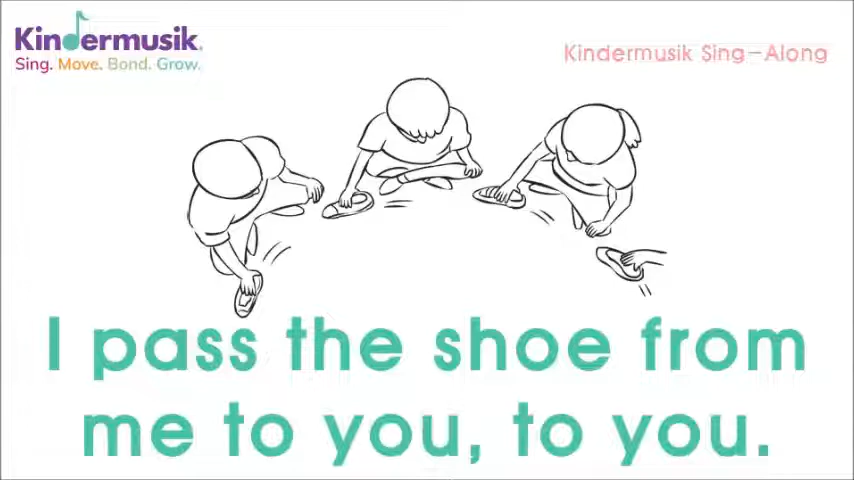 Kindermusik
Sing. Move. Bond. Grow.
Kindermusik Sing-Along
I pass the shoe from
me to you, to you.